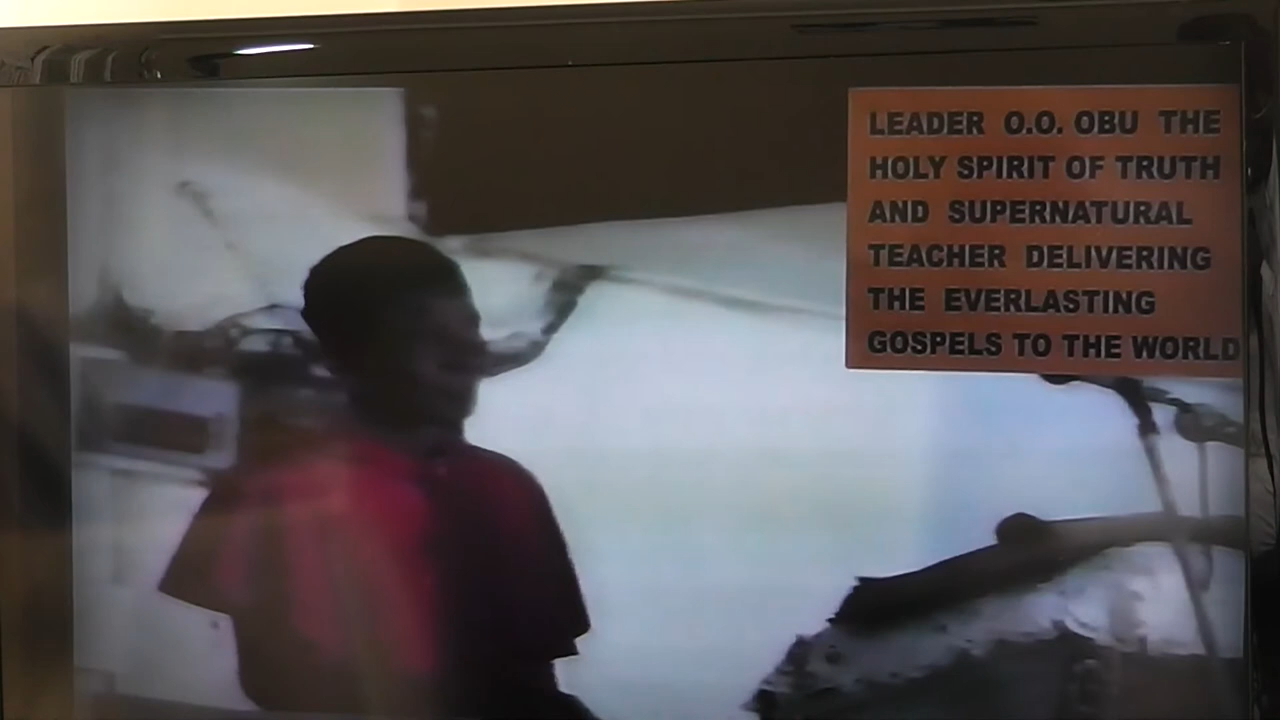 LEADER O.O. OBU THE
HOLY SPIRIT OF TRUTH
AND SUPERNATURAL
TEACHER DELIVERING
THE EVERLASTING
GOSPELS TO THE WORLD